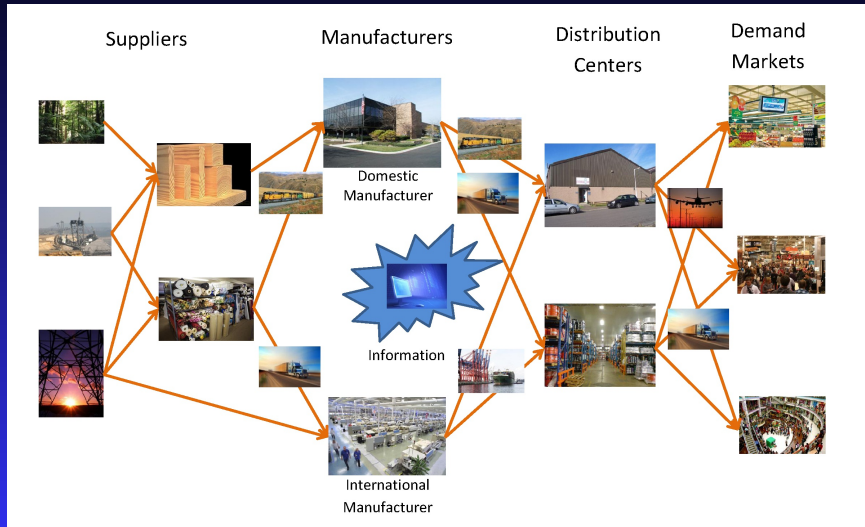 Suppliers
Manufacturers
Distribution
Centers
Demand
Markets
Domestic
Manufacturer
Information
International
Manufacturer